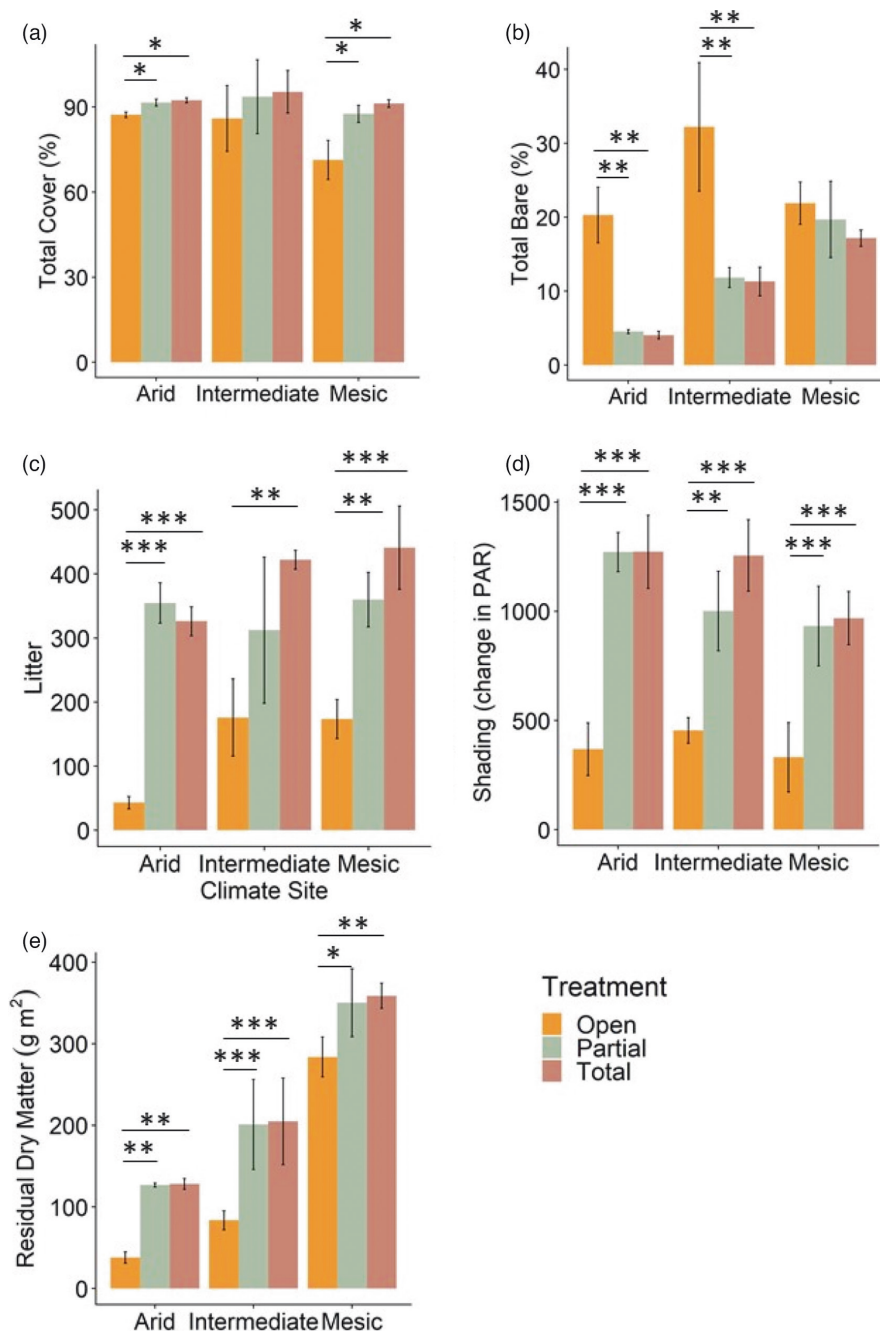 (a)
* 
*
*
*
Total Cover (%)
90
60
30
0
Arid Intermediate Mesic
(b)
**
**
**
**
Total Bare (%)
40
30
20
10
0
Arid Intermediate Mesic
(c)
***
***
**
***
**
Litter
500
400
300
200
100
0
Arid Intermediate Mesic
Climate Site
(d)
***
***
***
**
***
***
Shading (change in PAR)
1500
1000
500
0
Arid Intermediate Mesic
(e)
**
**
***
***
**
*
Residual Dry Matter (g m²)
400
300
200
100
0
Arid Intermediate Mesic
Treatment
Open
Partial
Total